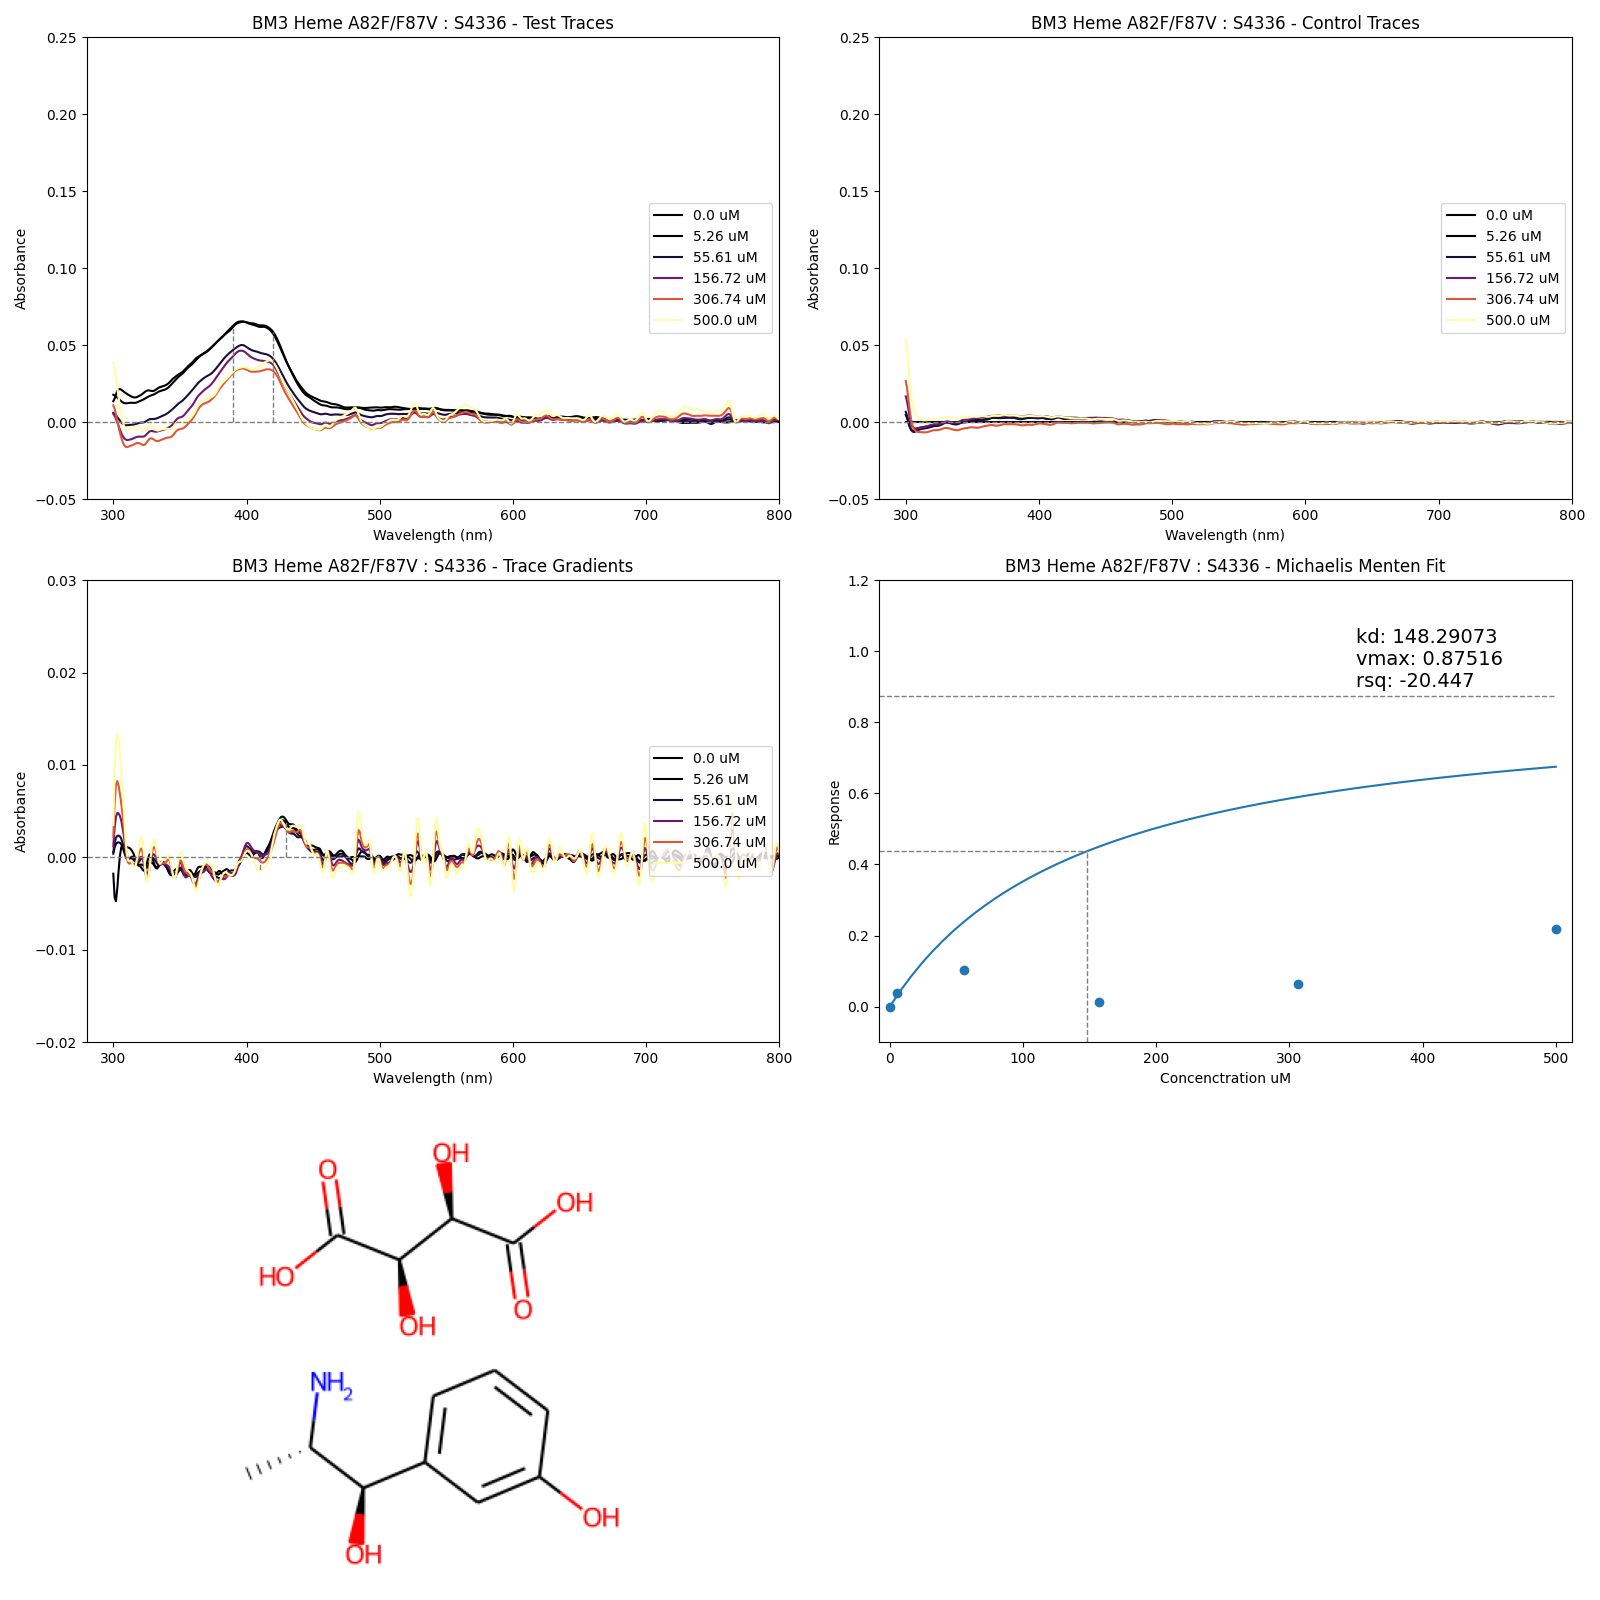 BM3 Heme A82F/F87V : S4336 - Test Traces
0.25
0.20
0.15
0.10
0.05
0.00
−0.05
Absorbance
300 400 500 600 700 800
Wavelength (nm)
0.0 uM
5.26 uM
55.61 uM
156.72 uM
306.74 uM
500.0 uM
BM3 Heme A82F/F87V : S4336 - Control Traces
0.25
0.20
0.15
0.10
0.05
0.00
−0.05
Absorbance
300 400 500 600 700 800
Wavelength (nm)
0.0 uM
5.26 uM
55.61 uM
156.72 uM
306.74 uM
500.0 uM
BM3 Heme A82F/F87V : S4336 - Trace Gradients
0.03
0.02
0.01
0.00
−0.01
−0.02
Absorbance
300 400 500 600 700 800
Wavelength (nm)
0.0 uM
5.26 uM
55.61 uM
156.72 uM
306.74 uM
500.0 uM
BM3 Heme A82F/F87V : S4336 - Michaelis Menten Fit
1.2
1.0
0.8
0.6
0.4
0.2
0.0
Response
kd: 148.29073
vmax: 0.87516
rsq: -20.447
0 100 200 300 400 500
Concenctration uM
OH
O
OH
HO
O
OH
NH2
OH
OH